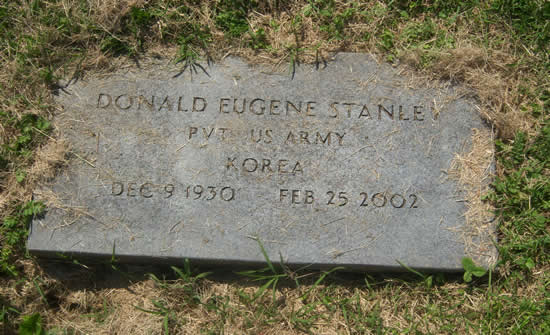 DONALD EUGENE STANLEY
PVT US ARMY
KOREA
DEC 9 1930 FEB 25 2002